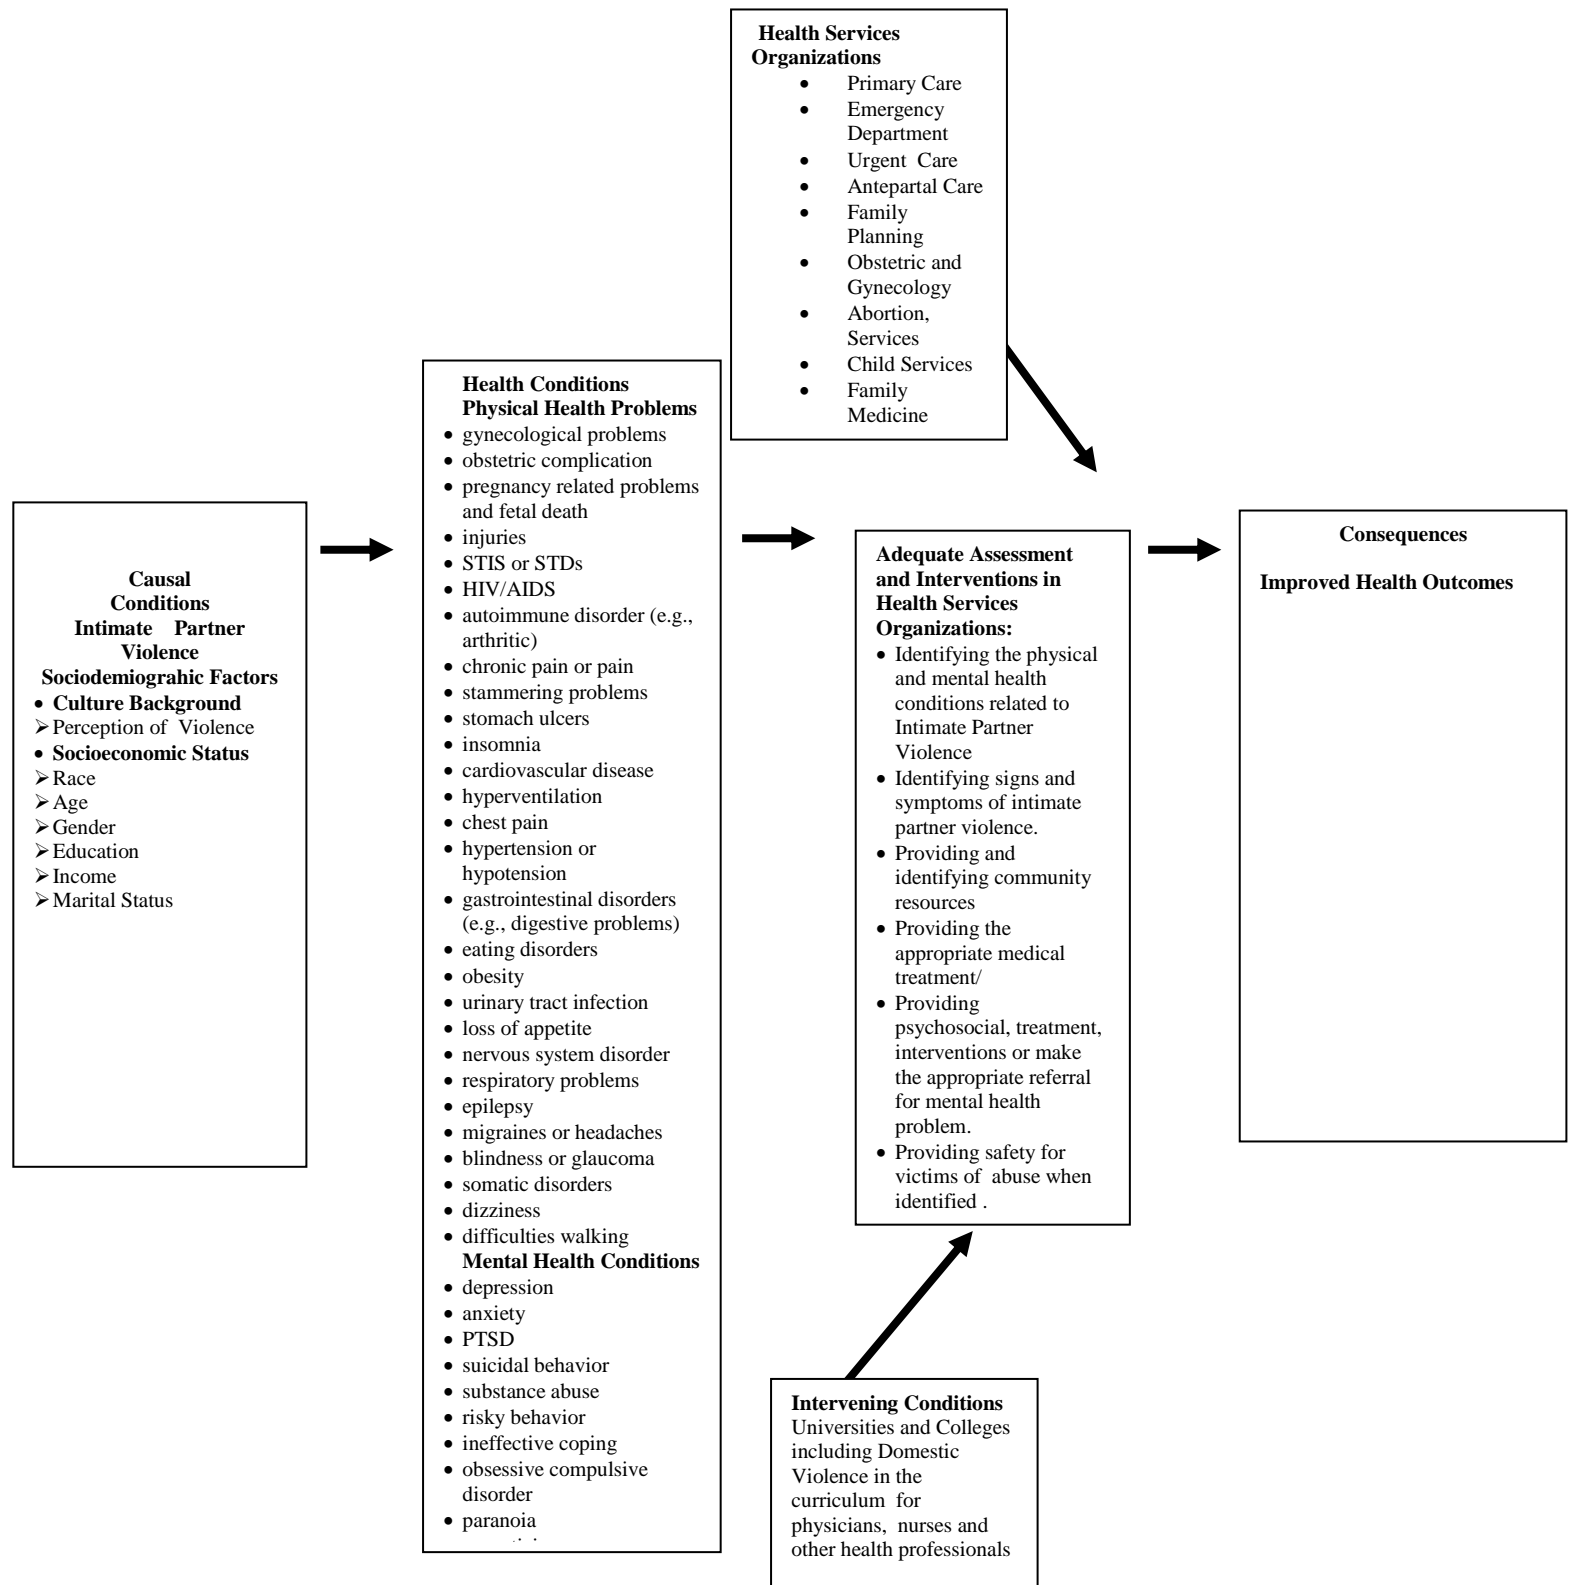 Health Services
Organizations
• Primary Care
• Emergency
Department
• Urgent Care
• Antepartal Care
• Family
Planning
• Obstetric and
Gynecology
• Abortion,
Services
• Child Services
• Family
Medicine
Causal
Conditions
Intimate Partner
Violence
Sociodemiograhic Factors
• Culture Background
➢ Perception of Violence
• Socioeconomic Status
➢ Race
➢ Age
➢ Gender
➢ Education
➢ Income
➢ Marital Status
Health Conditions
Physical Health Problems
• gynecological problems
• obstetric complication
• pregnancy related problems
and fetal death
• injuries
• STIS or STDs
• HIV/AIDS
• autoimmune disorder (e.g.,
arthritic)
• chronic pain or pain
• stammering problems
• stomach ulcers
• insomnia
• cardiovascular disease
• hyperventilation
• chest pain
• hypertension or
hypotension
• gastrointestinal disorders
(e.g., digestive problems)
• eating disorders
• obesity
• urinary tract infection
• loss of appetite
• nervous system disorder
• respiratory problems
• epilepsy
• migraines or headaches
• blindness or glaucoma
• somatic disorders
• dizziness
• difficulties walking
Mental Health Conditions
• depression
• anxiety
• PTSD
• suicidal behavior
• substance abuse
• risky behavior
• ineffective coping
• obsessive compulsive
disorder
• paranoia
Adequate Assessment
and Interventions in
Health Services
Organizations:
• Identifying the physical
and mental health
conditions related to
Intimate Partner
Violence
• Identifying signs and
symptoms of intimate
partner violence.
• Providing and
identifying community
resources
• Providing the
appropriate medical
treatment/
• Providing
psychosocial, treatment,
interventions or make
the appropriate referral
for mental health
problem.
• Providing safety for
victims of abuse when
identified .
Consequences
Improved Health Outcomes
Intervening Conditions
Universities and Colleges
including Domestic
Violence in the
curriculum for
physicians, nurses and
other health professionals